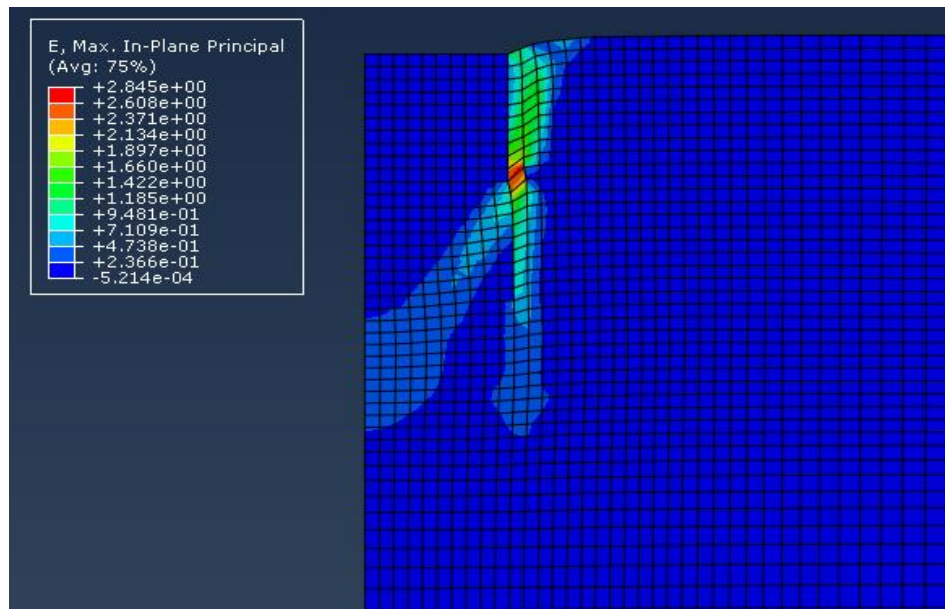 E, Max. In-Plane Principal
(Avg: 75%)
+2.845e+00
+2.608e+00
+2.371e+00
+2.134e+00
+1.897e+00
+1.660e+00
+1.422e+00
+1.185e+00
+9.481e-01
+7.109e-01
+4.738e-01
+2.366e-01
-5.214e-04